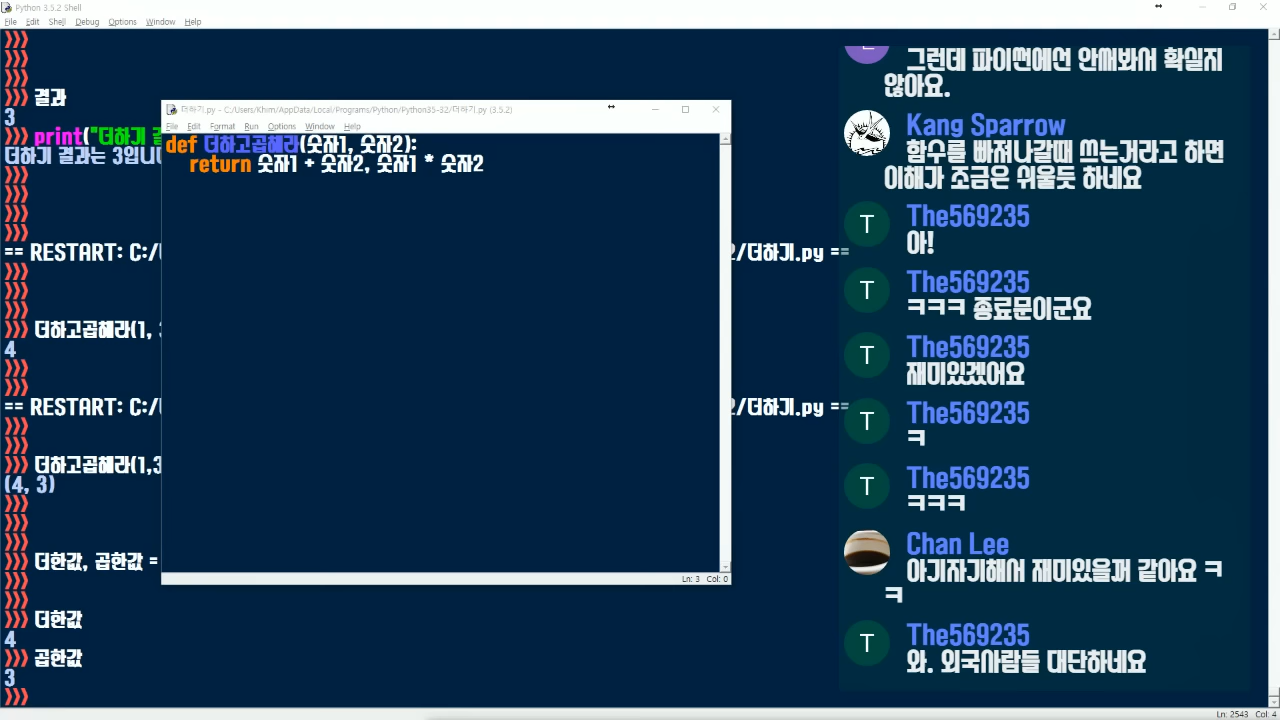 Python 3.5.2 Shell
File Edit Shell Debug Options Window Help
>>>
>>>
>>>
>>> 결과
3
>>> print("더하기 결
더하기 결과는 3입니
>>>
>>>
>>>
>>>
== RESTART: C:/
>>>
>>>
>>>
>>> 더하고곱해라(1, 3
4
>>>
>>>
== RESTART: C:/
>>>
>>>
>>> 더하고곱해라(1,3
(4, 3)
>>>
>>>
>>>
>>> 더한값, 곱한값 =
>>>
>>>
>>> 더한값
4
>>> 곱한값
3
>>>
더하기.py - C:/Users/Khim/AppData/Local/Programs/Python/Python35-32/더하기.py (3.5.2)
File Edit Format Run Options Window Help
def 더하고곱해라(숫자1, 숫자2):
return 숫자1 + 숫자2, 숫자1 * 숫자2
Ln: 3 Col: 0
2/더하기.py ==
2/더하기.py ==
그런데 파이썬에선 안써봐서 확실지
않아요.
Kang Sparrow
함수를 빠져나갈때 쓰는거라고 하면
이해가 조금은 쉬울듯 하네요
T
The569235
아!
T
The569235
ㅋㅋㅋ 종료문이군요
T
The569235
재미있겠어요
T
The569235
ㅋ
T
The569235
ㅋㅋㅋ
Chan Lee
아기자기해서 재미있을꺼 같아요 ㅋ
ㅋ
T
The569235
와. 외국사람들 대단하네요
Ln: 2543 Col: 4